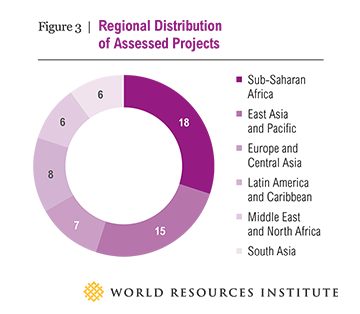 Figure 3 | Regional Distribution
of Assessed Projects
6
18
6
8
7
15
Sub-Saharan
Africa
East Asia
and Pacific
Europe and
Central Asia
Latin America
and Caribbean
Middle East
and North Africa
South Asia
WORLD RESOURCES INSTITUTE